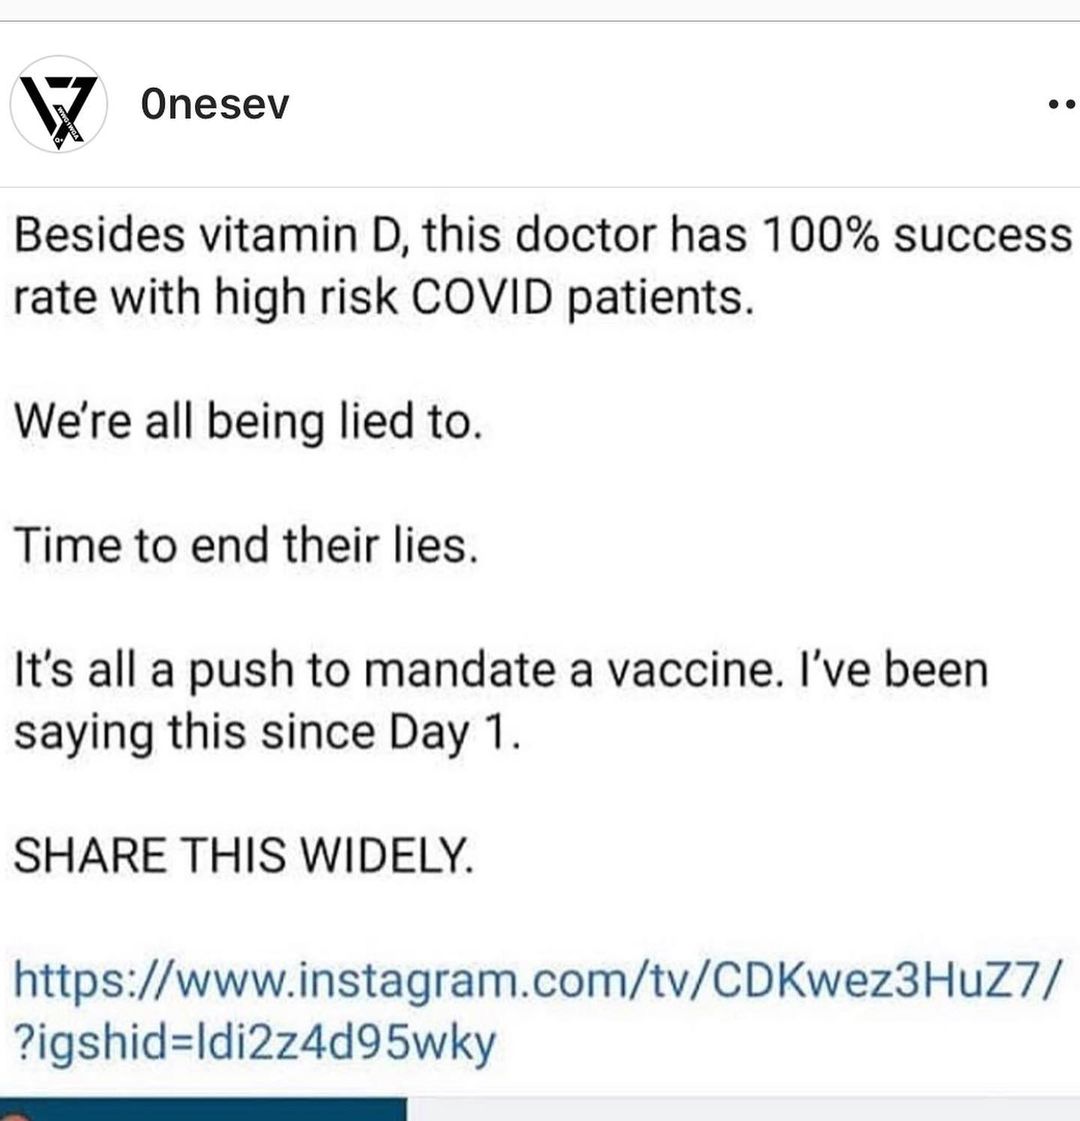 Onesev
Besides vitamin D, this doctor has 100% success
rate with high risk COVID patients.
We're all being lied to.
Time to end their lies.
It's all a push to mandate a vaccine. I've been
saying this since Day 1.
SHARE THIS WIDELY.
https://www.instagram.com/tv/CDKwez3HuZ7/
?igshid=ldi2z4d95wky